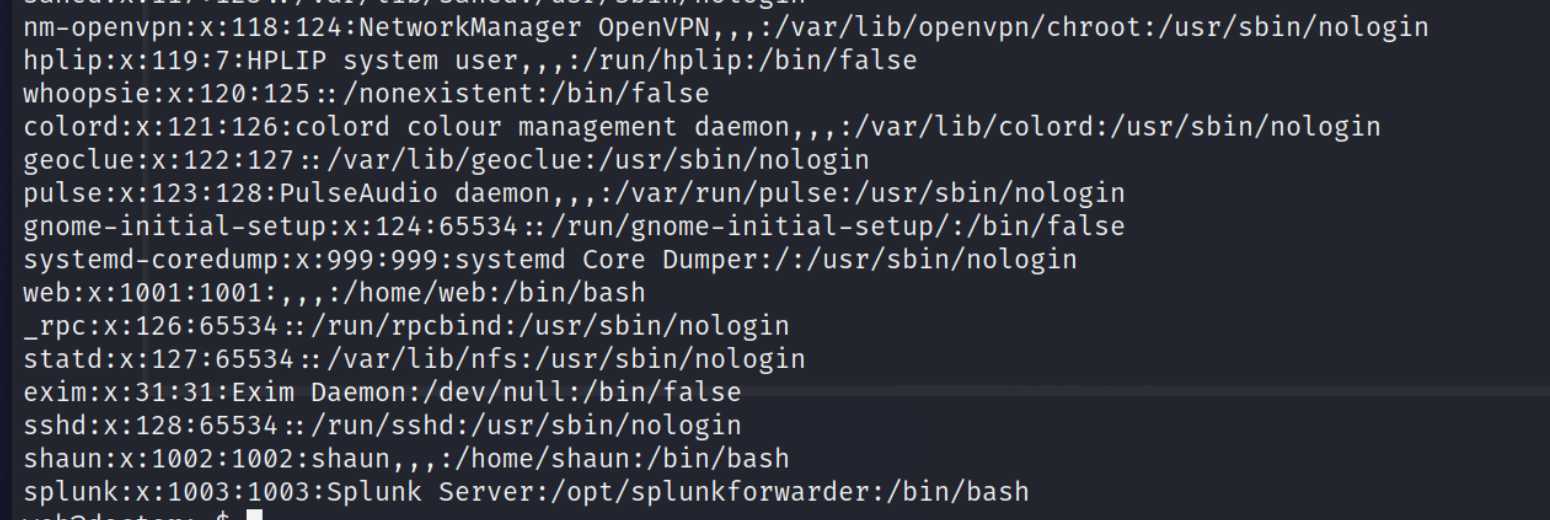 nm-openvpn:x:118:124:NetworkManager OpenVPN,,,:/var/lib/openvpn/chroot:/usr/sbin/nologin
hplip:x:119:7:HPLIP system user,,,:/run/hplip:/bin/false
whoopsie:x:120:125::/nonexistent:/bin/false
colord:x:121:126:colord colour management daemon,,,:/var/lib/colord:/usr/sbin/nologin
geoclue:x:122:127::/var/lib/geoclue:/usr/sbin/nologin
pulse:x:123:128:PulseAudio daemon,,,:/var/run/pulse:/usr/sbin/nologin
gnome-initial-setup:x:124:65534::/run/gnome-initial-setup/:/bin/false
systemd-coredump:x:999:999:systemd Core Dumper:/:/usr/sbin/nologin
web:x:1001:1001:,,,:/home/web:/bin/bash
_rpc:x:126:65534::/run/rpcbind:/usr/sbin/nologin
statd:x:127:65534::/var/lib/nfs:/usr/sbin/nologin
exim:x:31:31:Exim Daemon:/dev/null:/bin/false
sshd:x:128:65534::/run/sshd:/usr/sbin/nologin
shaun:x:1002:1002:shaun,,,:/home/shaun:/bin/bash
splunk:x:1003:1003:Splunk Server:/opt/splunkforwarder:/bin/bash